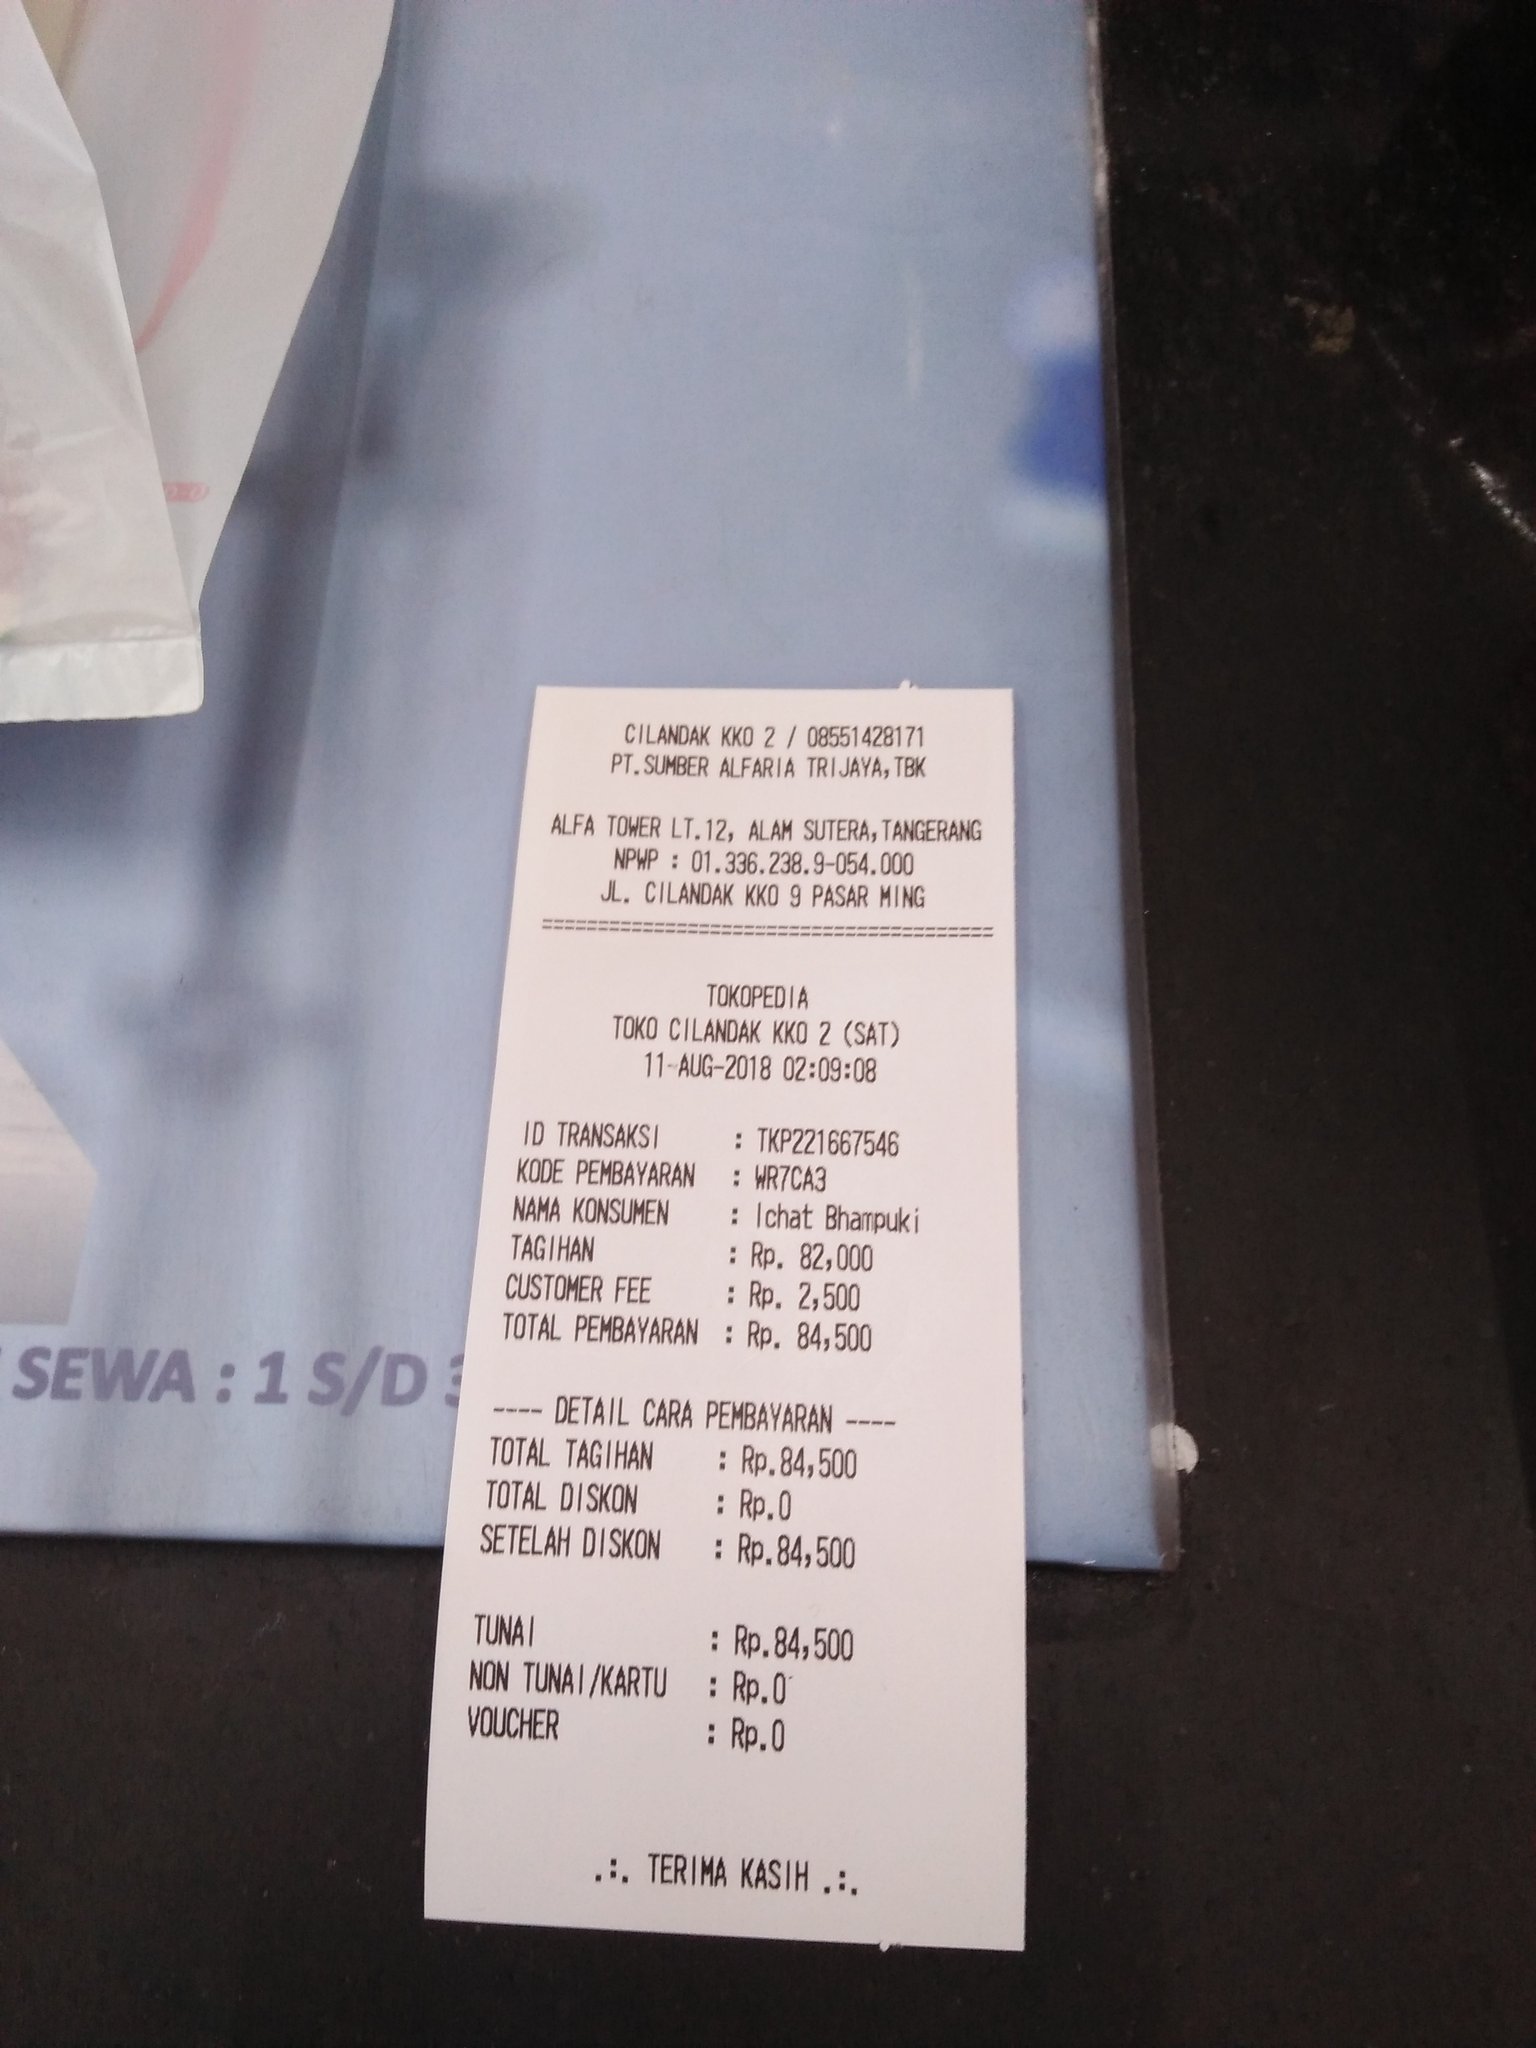 CILANDAK KKO 2 / 08551428171
PT.SUMBER ALFARIA TRIJAYA,TBK
ALFA TOWER LT.12, ALAM SUTERA,TANGERANG
NPWP : 01.336.238.9-054.000
JL. CILANDAK KKO 9 PASAR MING
=========================================
TOKOPEDIA
TOKO CILANDAK KKO 2 (SAT)
11-AUG-2018 02:09:08
ID TRANSAKSI : TKP221667546
KODE PEMBAYARAN : WR7CA3
NAMA KONSUMEN : Ichat Bhampuki
TAGIHAN : Rp. 82,000
CUSTOMER FEE : Rp. 2,500
TOTAL PEMBAYARAN : Rp. 84,500
---- DETAIL CARA PEMBAYARAN ----
TOTAL TAGIHAN : Rp.84,500
TOTAL DISKON : Rp.0
SETELAH DISKON : Rp.84,500
TUNAI : Rp.84,500
NON TUNAI/KARTU : Rp.0
VOUCHER : Rp.0
.:. TERIMA KASIH .:.
SEWA : 1 S/D